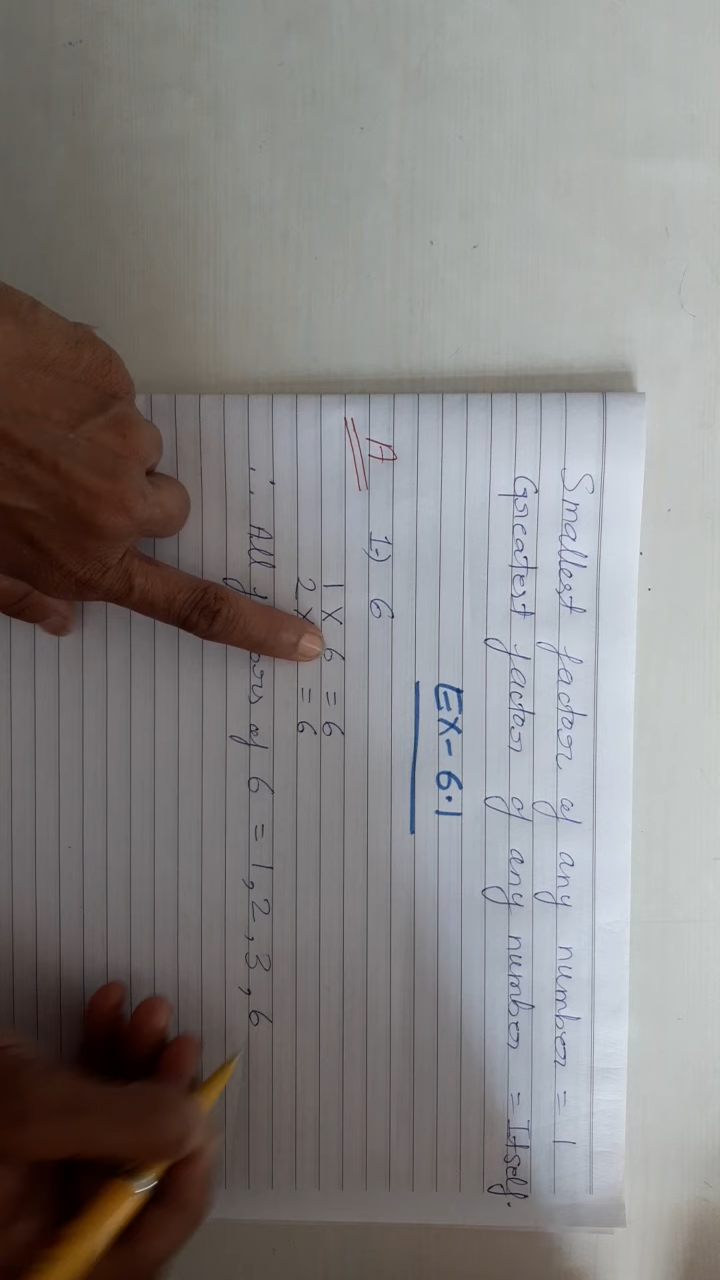 Smallest factor of any number = 1
Greatest factor of any number = Itself.
EX - 6.1
A 1.) 6
1 X 6 = 6
2 X = 6
∴ All of 6 = 1, 2, 3, 6